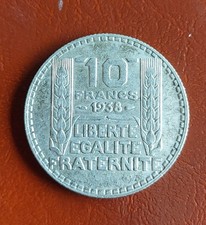 10
FRANCS
1938
LIBERTE
EGALITE
FRATERNITE